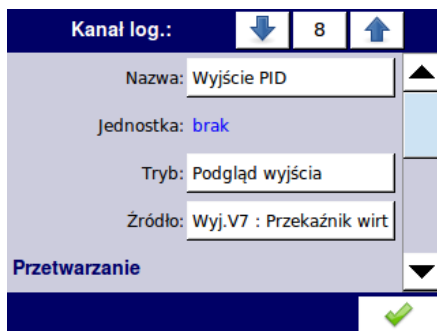 Kanał log.: 8
Nazwa: Wyjście PID
Jednostka: brak
Tryb: Podgląd wyjścia
Źródło: Wyj.V7 : Przekaźnik wirt
Przetwarzanie